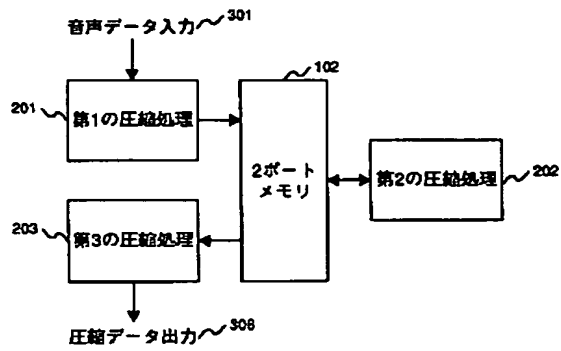 音声データ入力 301
102
201 第1の圧縮処理
2ポート
メモリ
第2の圧縮処理 202
203 第3の圧縮処理
圧縮データ出力 308